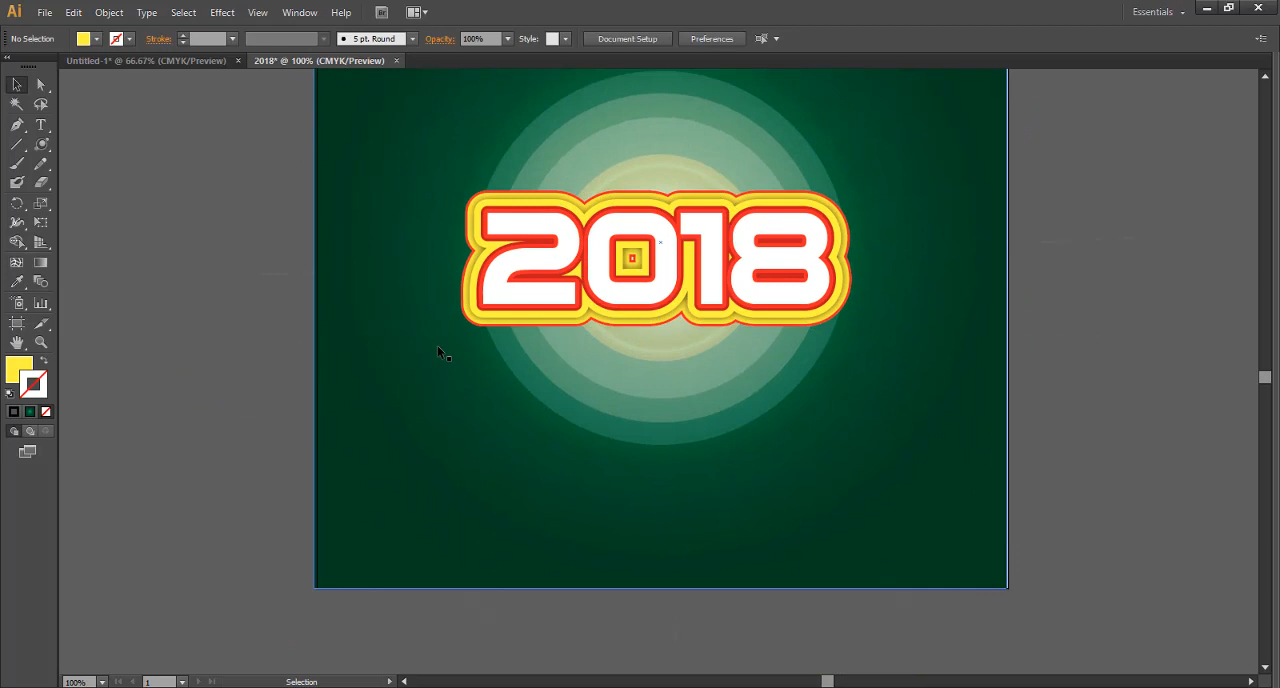 Ai File Edit Object Type Select Effect View Window Help Br Essentials
No Selection Stroke: 5 pt. Round Opacity: 100% Style: Document Setup Preferences
Untitled-1* @ 66.67% (CMYK/Preview) × 2018* @ 100% (CMYK/Preview) ×
T
2018
100% 1 Selection